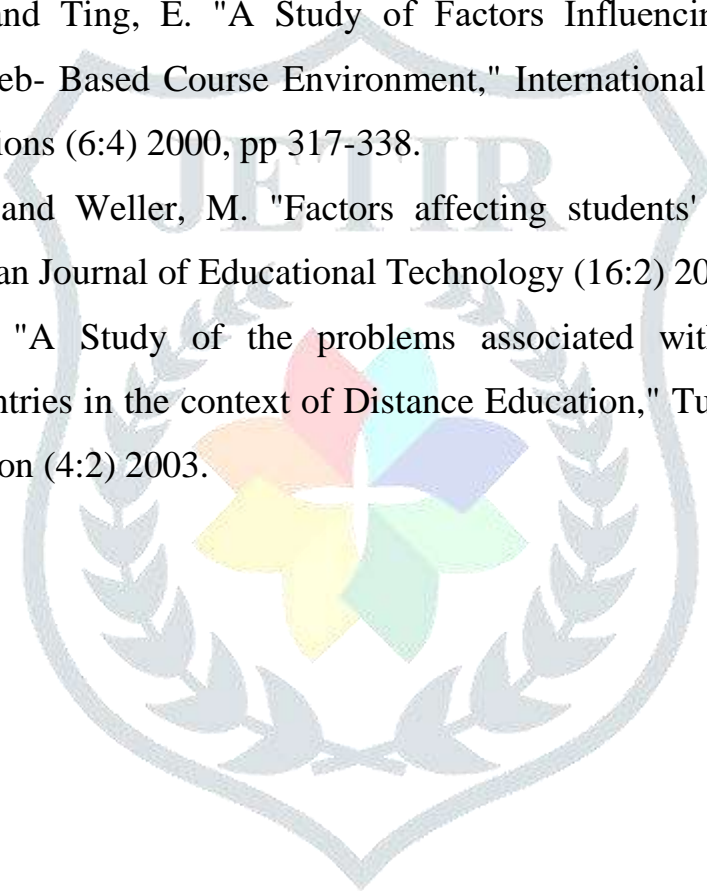 and Ting, E. "A Study of Factors Influencin
eb- Based Course Environment," International
ions (6:4) 2000, pp 317-338.
and Weller, M. "Factors affecting students'
an Journal of Educational Technology (16:2) 20
"A Study of the problems associated wit
ntries in the context of Distance Education," Tu
on (4:2) 2003.
JETIR